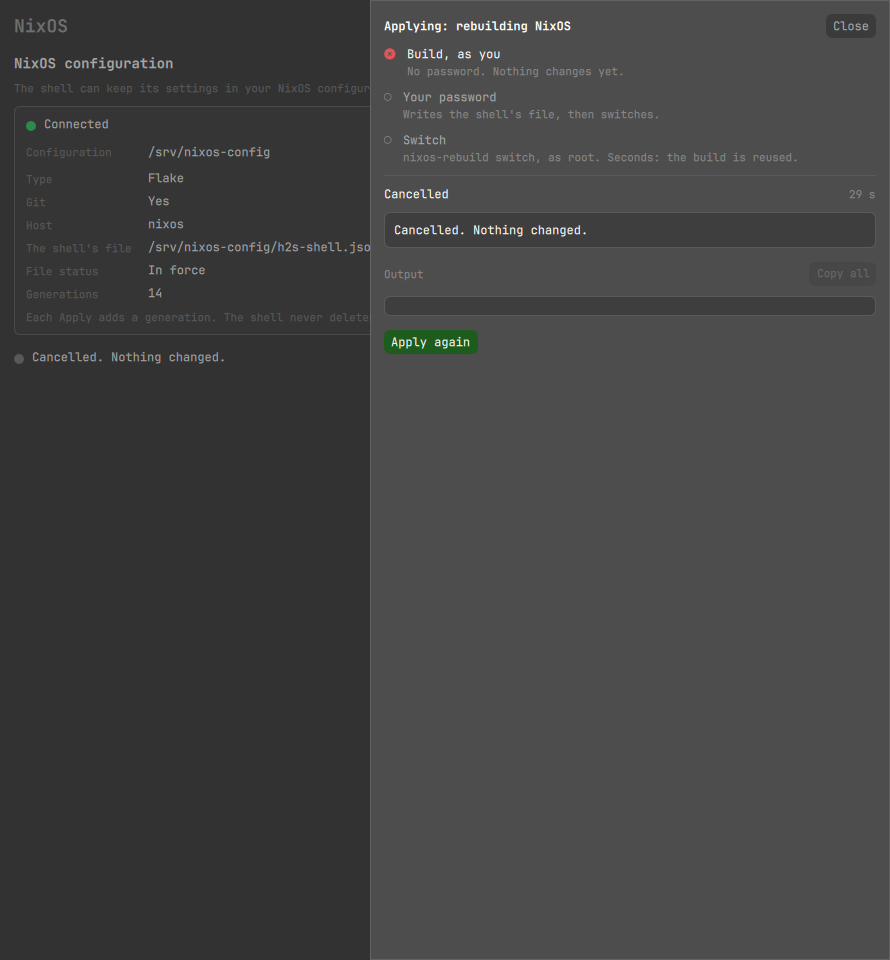 NixOS
NixOS configuration
The shell can keep its settings in your NixOS configur
Connected
Configuration /srv/nixos-config
Type Flake
Git Yes
Host nixos
The shell's file /srv/nixos-config/h2s-shell.jso
File status In force
Generations 14
Each Apply adds a generation. The shell never delete
Cancelled. Nothing changed.
Applying: rebuilding NixOS Close
Build, as you
No password. Nothing changes yet.
Your password
Writes the shell's file, then switches.
Switch
nixos-rebuild switch, as root. Seconds: the build is reused.
Cancelled 29 s
Cancelled. Nothing changed.
Output Copy all
Apply again